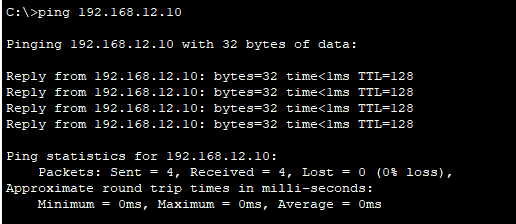 C:\>ping 192.168.12.10
Pinging 192.168.12.10 with 32 bytes of data:
Reply from 192.168.12.10: bytes=32 time<1ms TTL=128
Reply from 192.168.12.10: bytes=32 time<1ms TTL=128
Reply from 192.168.12.10: bytes=32 time<1ms TTL=128
Reply from 192.168.12.10: bytes=32 time<1ms TTL=128
Ping statistics for 192.168.12.10:
Packets: Sent = 4, Received = 4, Lost = 0 (0% loss),
Approximate round trip times in milli-seconds:
Minimum = 0ms, Maximum = 0ms, Average = 0ms